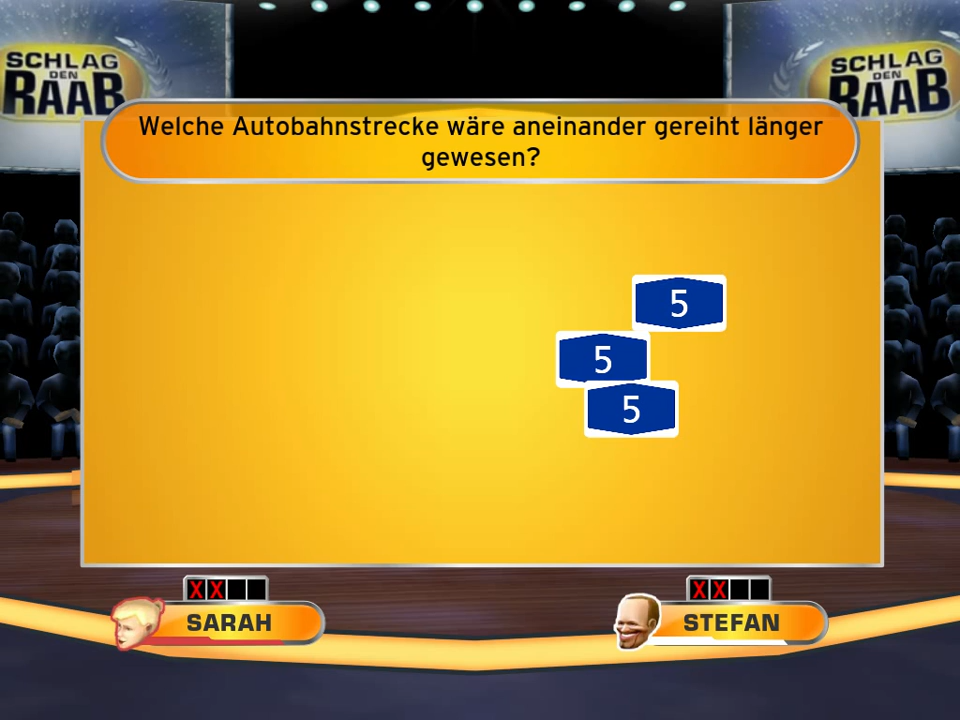 SCHLAG
DEN
RAAB
SCHLAG
DEN
RAAB
Welche Autobahnstrecke wäre aneinander gereiht länger
gewesen?
5
5
5
X X
X X
SARAH
STEFAN